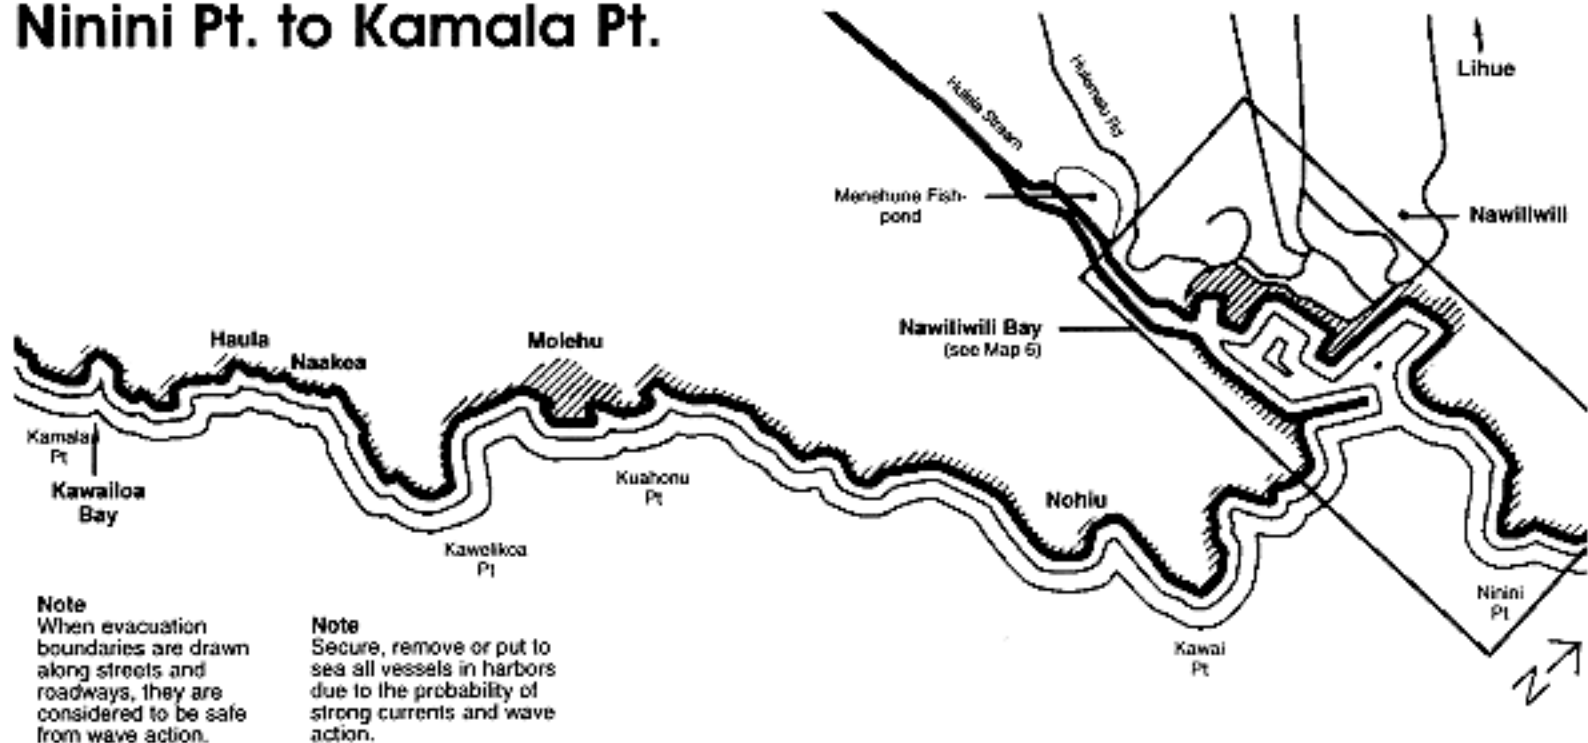 Ninini Pt. to Kamala Pt.
Lihue
Huleia Stream
Hulemalu Rd
Menehune Fish-
pond
Nawiliwili
Nawiliwili Bay
(see Map 6)
Haula
Naakea
Molehu
Kamala
Pt
Kawailoa
Bay
Kuahonu
Pt
Nohiu
Kawelikoa
Pt
Ninini
Pt
Kawai
Pt
N
Note
When evacuation
boundaries are drawn
along streets and
roadways, they are
considered to be safe
from wave action.
Note
Secure, remove or put to
sea all vessels in harbors
due to the probability of
strong currents and wave
action.